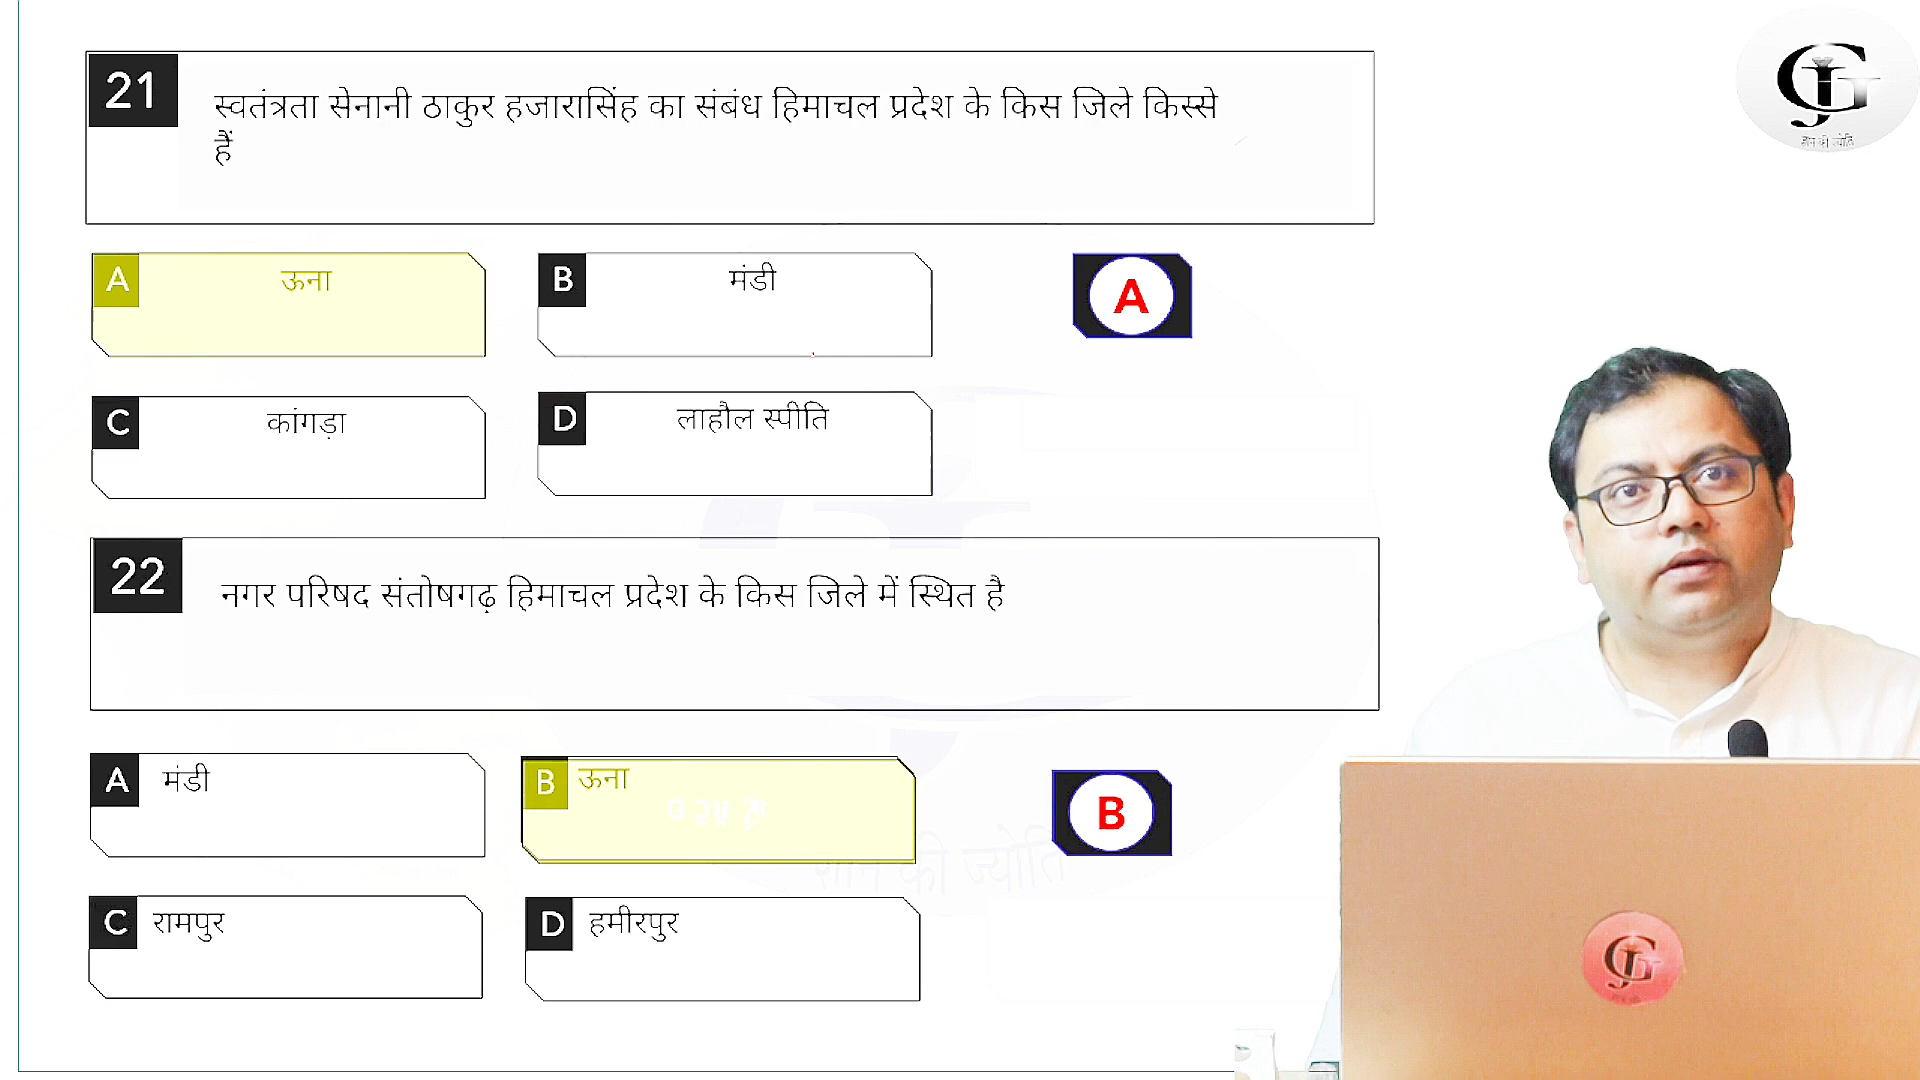 21
स्वतंत्रता सेनानी ठाकुर हजारासिंह का संबंध हिमाचल प्रदेश के किस जिले किस्से
हैं
A ऊना
B मंडी
A
C कांगड़ा
D लाहौल स्पीति
22
नगर परिषद संतोषगढ़ हिमाचल प्रदेश के किस जिले में स्थित है
A मंडी
B ऊना
B
C रामपुर
D हमीरपुर
GJ
ज्ञान की ज्योति